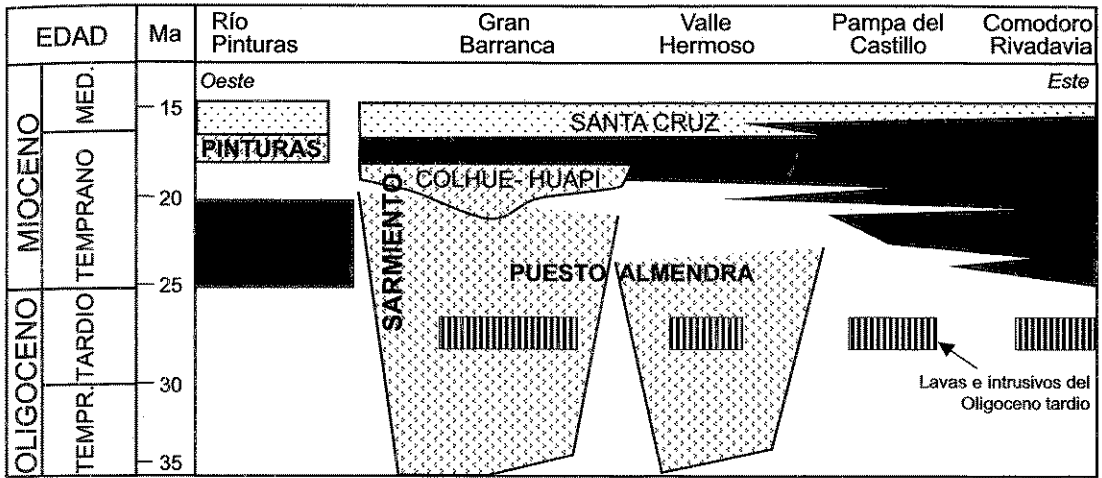 EDAD
Ma
Río
Pinturas
Gran
Barranca
Valle
Hermoso
Pampa del
Castillo
Comodoro
Rivadavia
Oeste
Este
MIOCENO
MED.
TEMPRANO
OLIGOCENO
TARDIO
TEMPR.
15
20
25
30
35
SANTA CRUZ
PINTURAS
COLHUE-HUAPI
SARMIENTO
PUESTO ALMENDRA
Lavas e intrusivos del
Oligoceno tardio